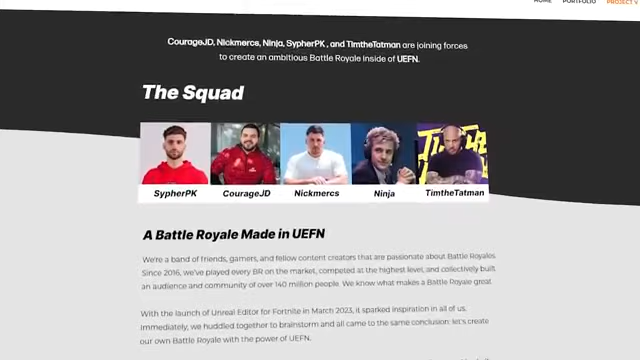 HOME PORTFOLIO PROJECT V
CourageJD, Nickmercs, Ninja, SypherPK, and TimtheTatman are joining forces
to create an ambitious Battle Royale inside of UEFN.
The Squad
SypherPK CourageJD Nickmercs Ninja TimtheTatman
A Battle Royale Made in UEFN
We're a band of friends, gamers, and fellow content creators that are passionate about Battle Royales.
Since 2016, we've played every BR on the market, competed at the highest level, and collectively built
an audience and community of over 140 million people. We know what makes a Battle Royale great.
With the launch of Unreal Editor for Fortnite in March 2023, it sparked inspiration in all of us.
Immediately, we huddled together to brainstorm and all came to the same conclusion: let's create
our own Battle Royale with the power of UEFN.